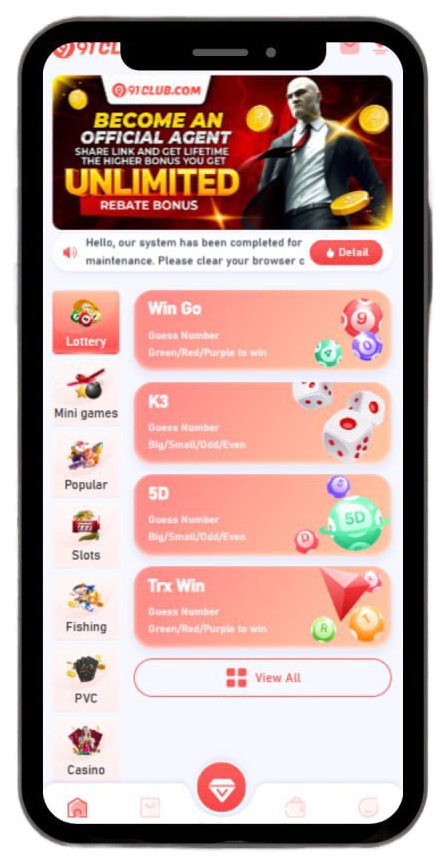 91CL
91CLUB.COM
BECOME AN
OFFICIAL AGENT
SHARE LINK AND GET LIFETIME
THE HIGHER BONUS YOU GET
UNLIMITED
REBATE BONUS
Hello, our system has been completed for
maintenance. Please clear your browser c
Detail
Lottery
Win Go
Guess Number
Green/Red/Purple to win
9
4
0
Mini games
K3
Guess Number
Big/Small/Odd/Even
Popular
Slots
5D
Guess Number
Big/Small/Odd/Even
S
5D
D
Fishing
Trx Win
Guess Number
Green/Red/Purple to win
R
T
PVC
View All
Casino